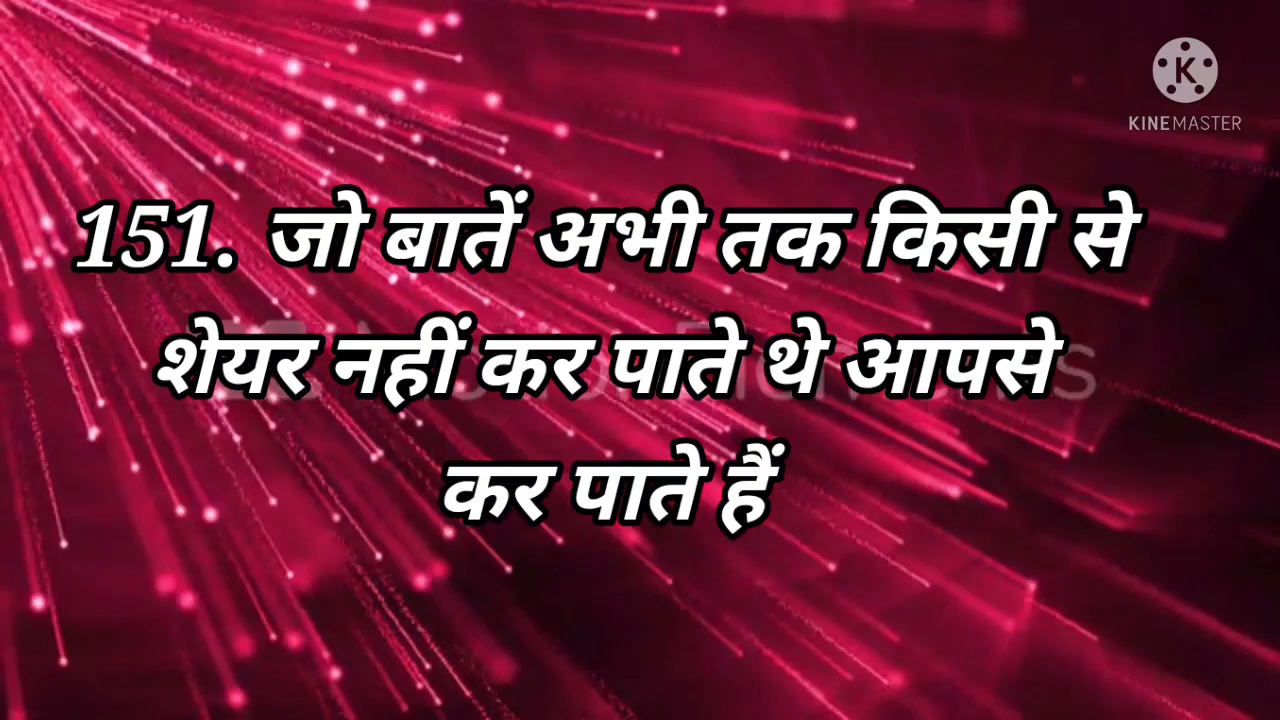 KINEMASTER
151. जो बातें अभी तक किसी से
शेयर नहीं कर पाते थे आपसे
कर पाते हैं